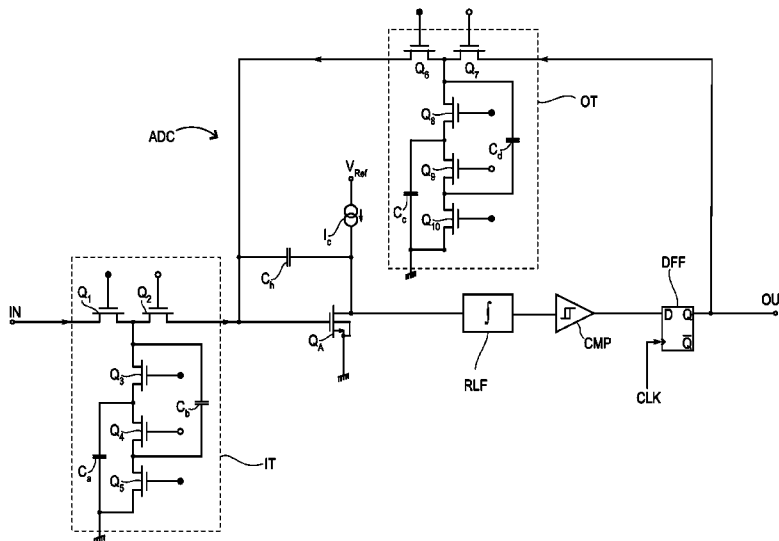 Q6
Q7
OT
ADC
Q8
Cd
VRef
Q9
Cc
Ic
Q10
Ch
DFF
Q1
Q2
IN
D Q
OU
QA
∫
CMP
Q̅
RLF
CLK
Q3
Cb
Q4
Ca
Q5
IT